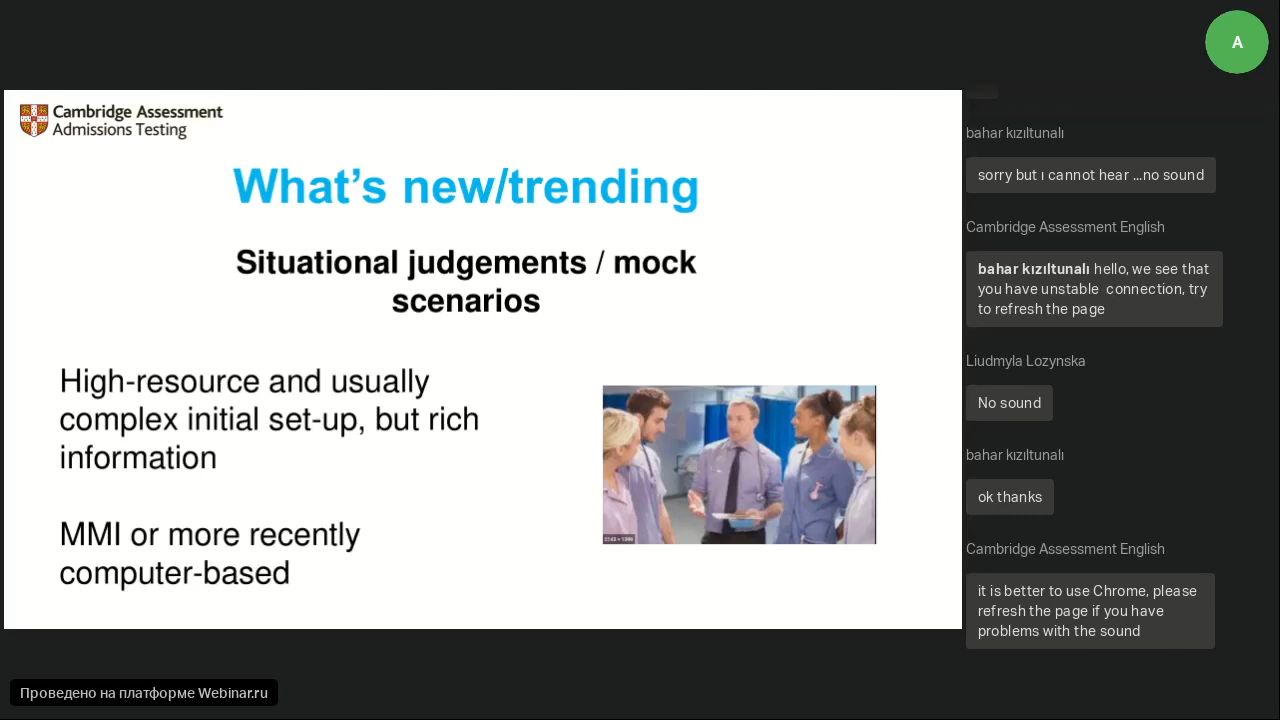 A
Cambridge Assessment
Admissions Testing
What's new/trending
Situational judgements / mock
scenarios
High-resource and usually
complex initial set-up, but rich
information
MMI or more recently
computer-based
bahar kızıltunalı
sorry but ı cannot hear ...no sound
Cambridge Assessment English
bahar kızıltunalı hello, we see that
you have unstable  connection, try
to refresh the page
Liudmyla Lozynska
No sound
bahar kızıltunalı
ok thanks
Cambridge Assessment English
it is better to use Chrome, please
refresh the page if you have
problems with the sound
Проведено на платформе Webinar.ru